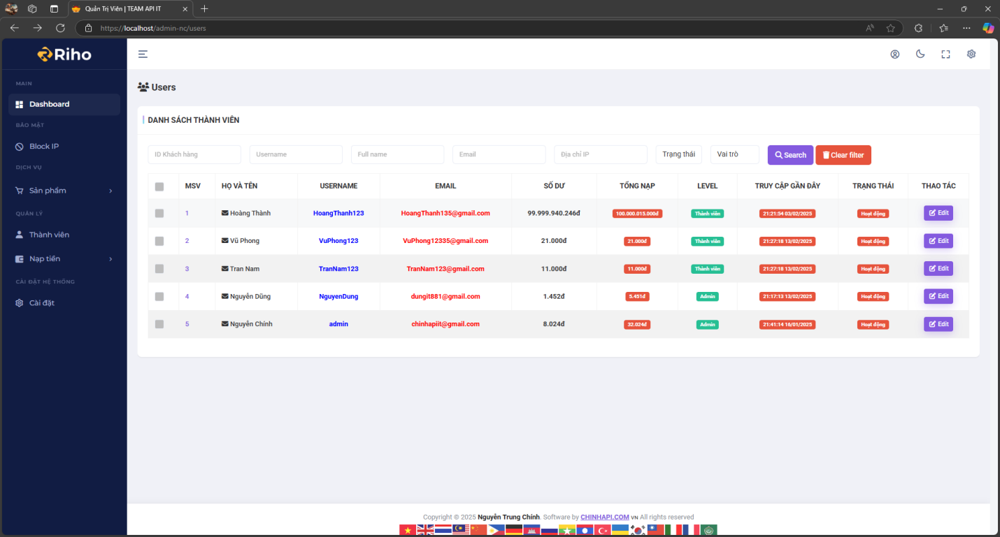 Quản Trị Viên | TEAM API IT
https://localhost/admin-nc/users
Riho
MAIN
Dashboard
BẢO MẬT
Block IP
DỊCH VỤ
Sản phẩm
QUẢN LÝ
Thành viên
Nạp tiền
CÀI ĐẶT HỆ THỐNG
Cài đặt
Users
DANH SÁCH THÀNH VIÊN
ID Khách hàng Username Full name Email Địa chỉ IP Trạng thái Vai trò Search Clear filter
MSV HỌ VÀ TÊN USERNAME EMAIL SỐ DƯ TỔNG NẠP LEVEL TRUY CẬP GẦN ĐÂY TRẠNG THÁI THAO TÁC
1 Hoàng Thành HoangThanh123 HoangThanh135@gmail.com 99.999.940.246đ 100.000.015.000đ Thành viên 21:21:54 03/02/2025 Hoạt động Edit
2 Vũ Phong VuPhong123 VuPhong12335@gmail.com 21.000đ 21.000đ Thành viên 21:27:18 13/02/2025 Hoạt động Edit
3 Tran Nam TranNam123 TranNam123@gmail.com 11.000đ 11.000đ Thành viên 21:27:18 13/02/2025 Hoạt động Edit
4 Nguyễn Dũng NguyenDung dungit881@gmail.com 1.452đ 5.451đ Admin 21:17:13 13/02/2025 Hoạt động Edit
5 Nguyễn Chính admin chinhapiit@gmail.com 8.024đ 32.024đ Admin 21:41:14 16/01/2025 Hoạt động Edit
Copyright © 2025 Nguyễn Trung Chính. Software by CHINHAPI.COM VN All rights reserved